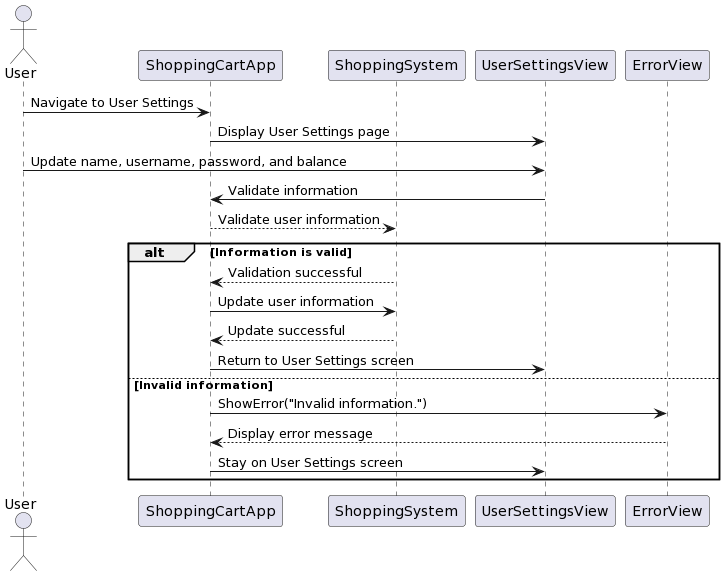 User
ShoppingCartApp
ShoppingSystem
UserSettingsView
ErrorView
Navigate to User Settings
Display User Settings page
Update name, username, password, and balance
Validate information
Validate user information
alt
[Information is valid]
Validation successful
Update user information
Update successful
Return to User Settings screen
[Invalid information]
ShowError("Invalid information.")
Display error message
Stay on User Settings screen
User
ShoppingCartApp
ShoppingSystem
UserSettingsView
ErrorView